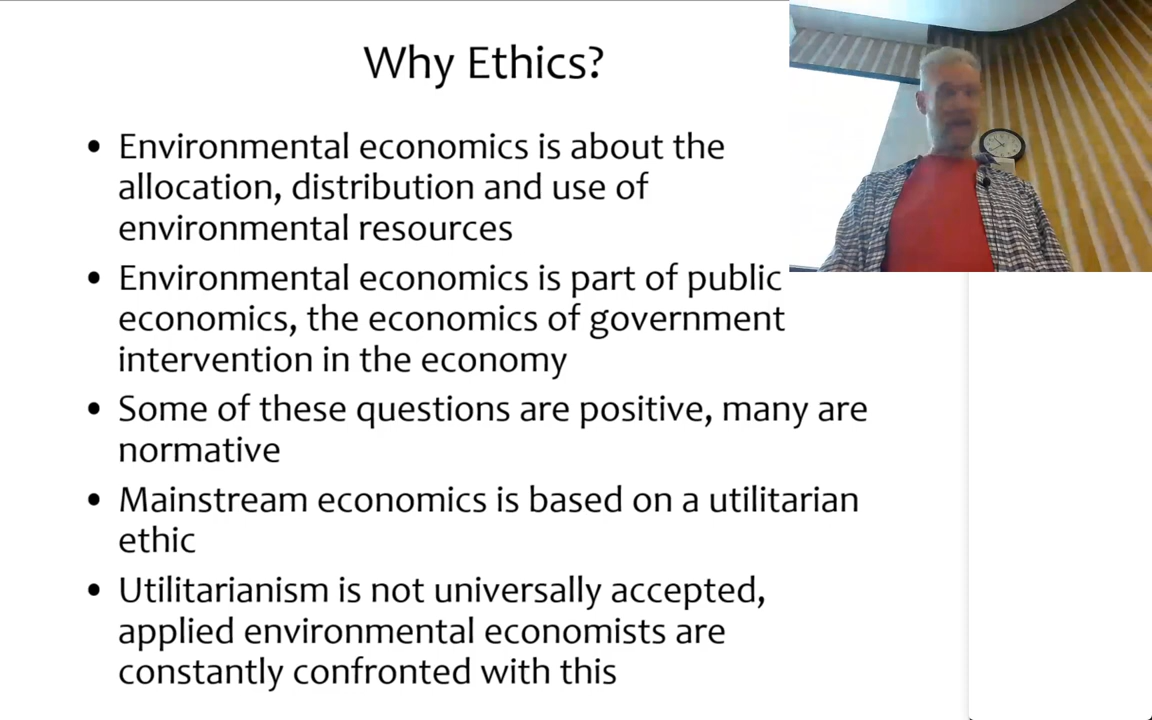 Why Ethics?
• Environmental economics is about the
allocation, distribution and use of
environmental resources
• Environmental economics is part of public
economics, the economics of government
intervention in the economy
• Some of these questions are positive, many are
normative
• Mainstream economics is based on a utilitarian
ethic
• Utilitarianism is not universally accepted,
applied environmental economists are
constantly confronted with this